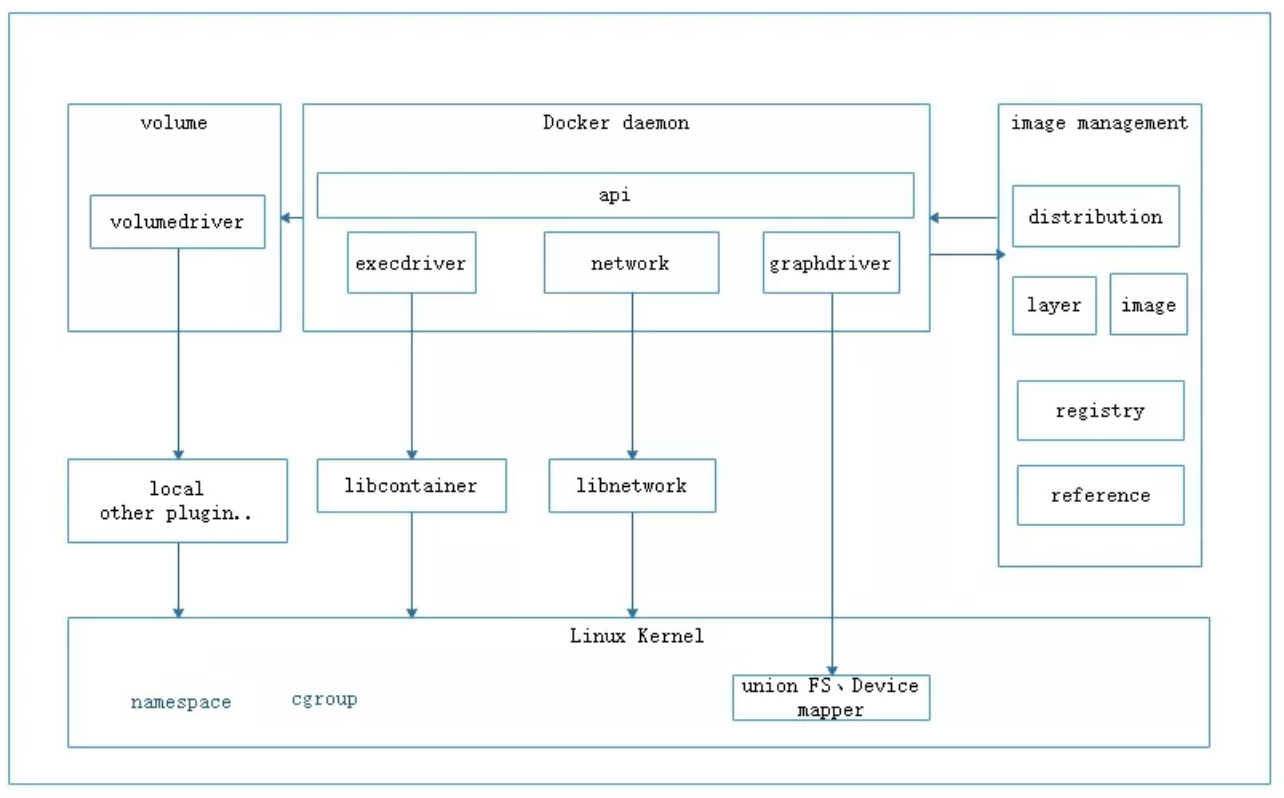 volume
Docker daemon
image management
api
volumedriver
distribution
execdriver
network
graphdriver
layer
image
registry
local
other plugin..
libcontainer
libnetwork
reference
Linux Kernel
namespace
cgroup
union FS、Device
mapper